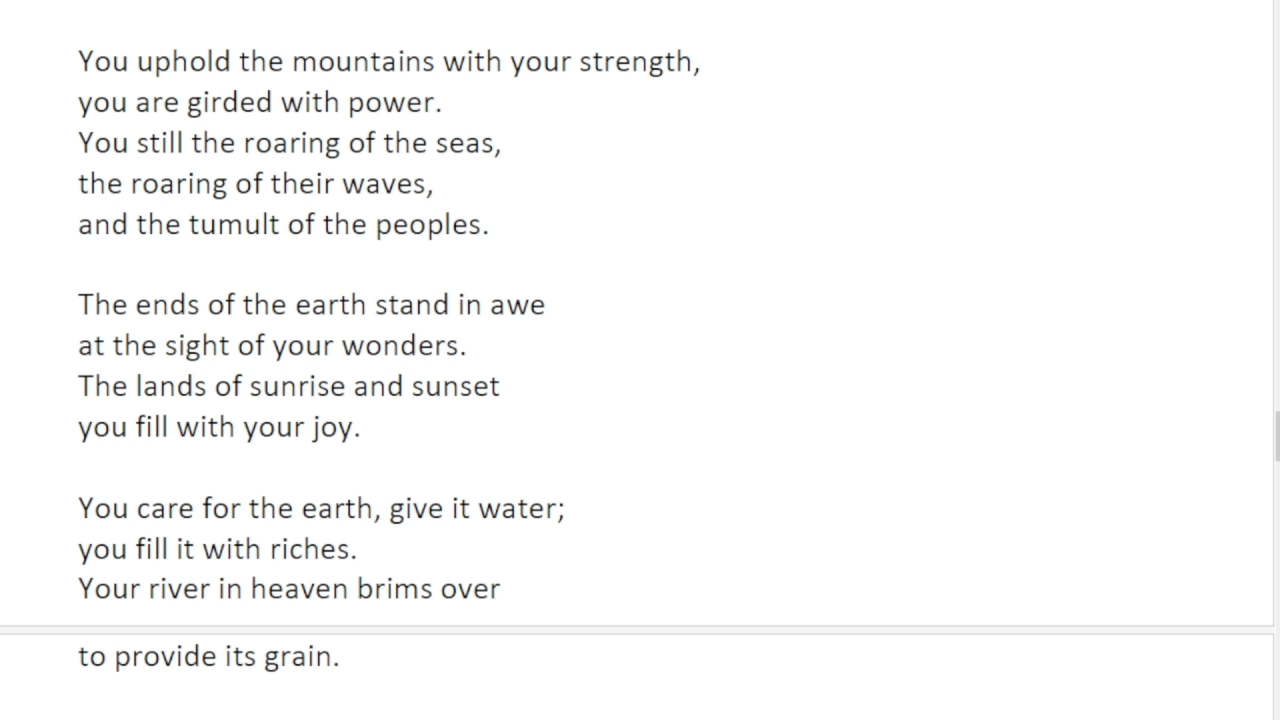 You uphold the mountains with your strength,
you are girded with power.
You still the roaring of the seas,
the roaring of their waves,
and the tumult of the peoples.
The ends of the earth stand in awe
at the sight of your wonders.
The lands of sunrise and sunset
you fill with your joy.
You care for the earth, give it water;
you fill it with riches.
Your river in heaven brims over
to provide its grain.